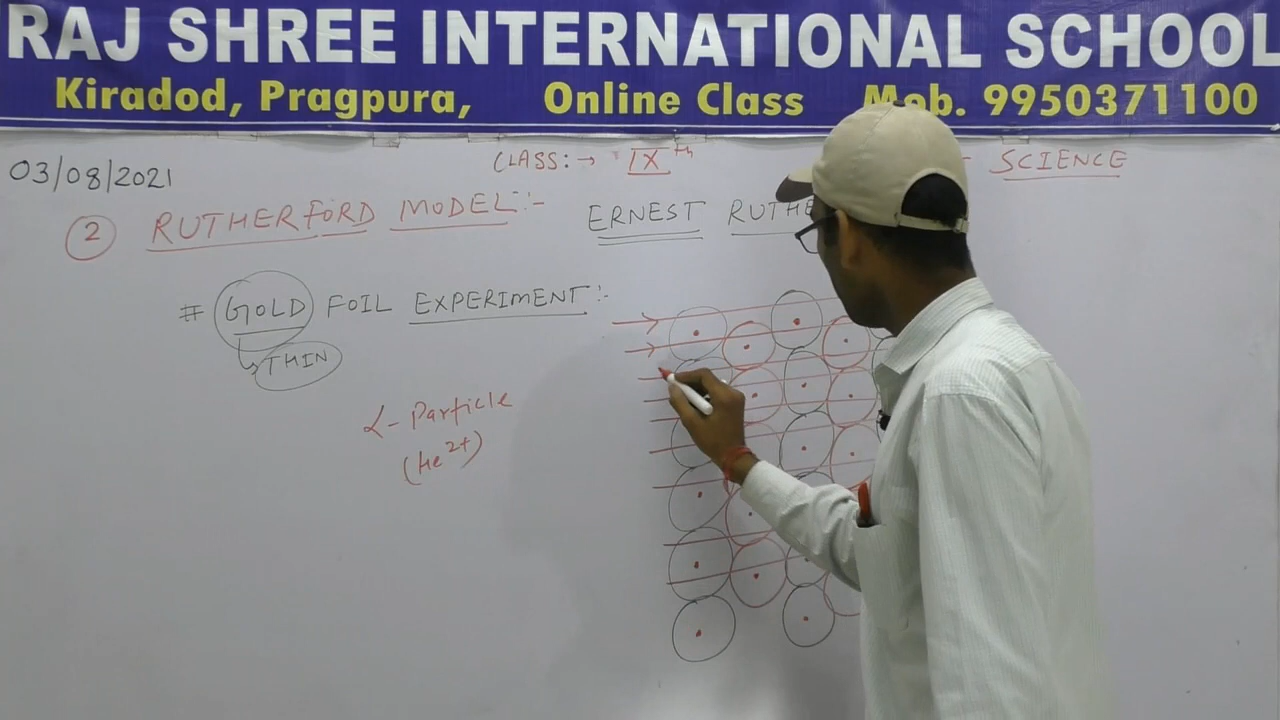 RAJ SHREE INTERNATIONAL SCHOOL
Kiradod, Pragpura, Online Class Mob. 9950371100
03/08/2021 CLASS:→ IXth SCIENCE
2 RUTHERFORD MODEL:- ERNEST
# GOLD FOIL EXPERIMENT:-
THIN
α-Particle
(He2+)